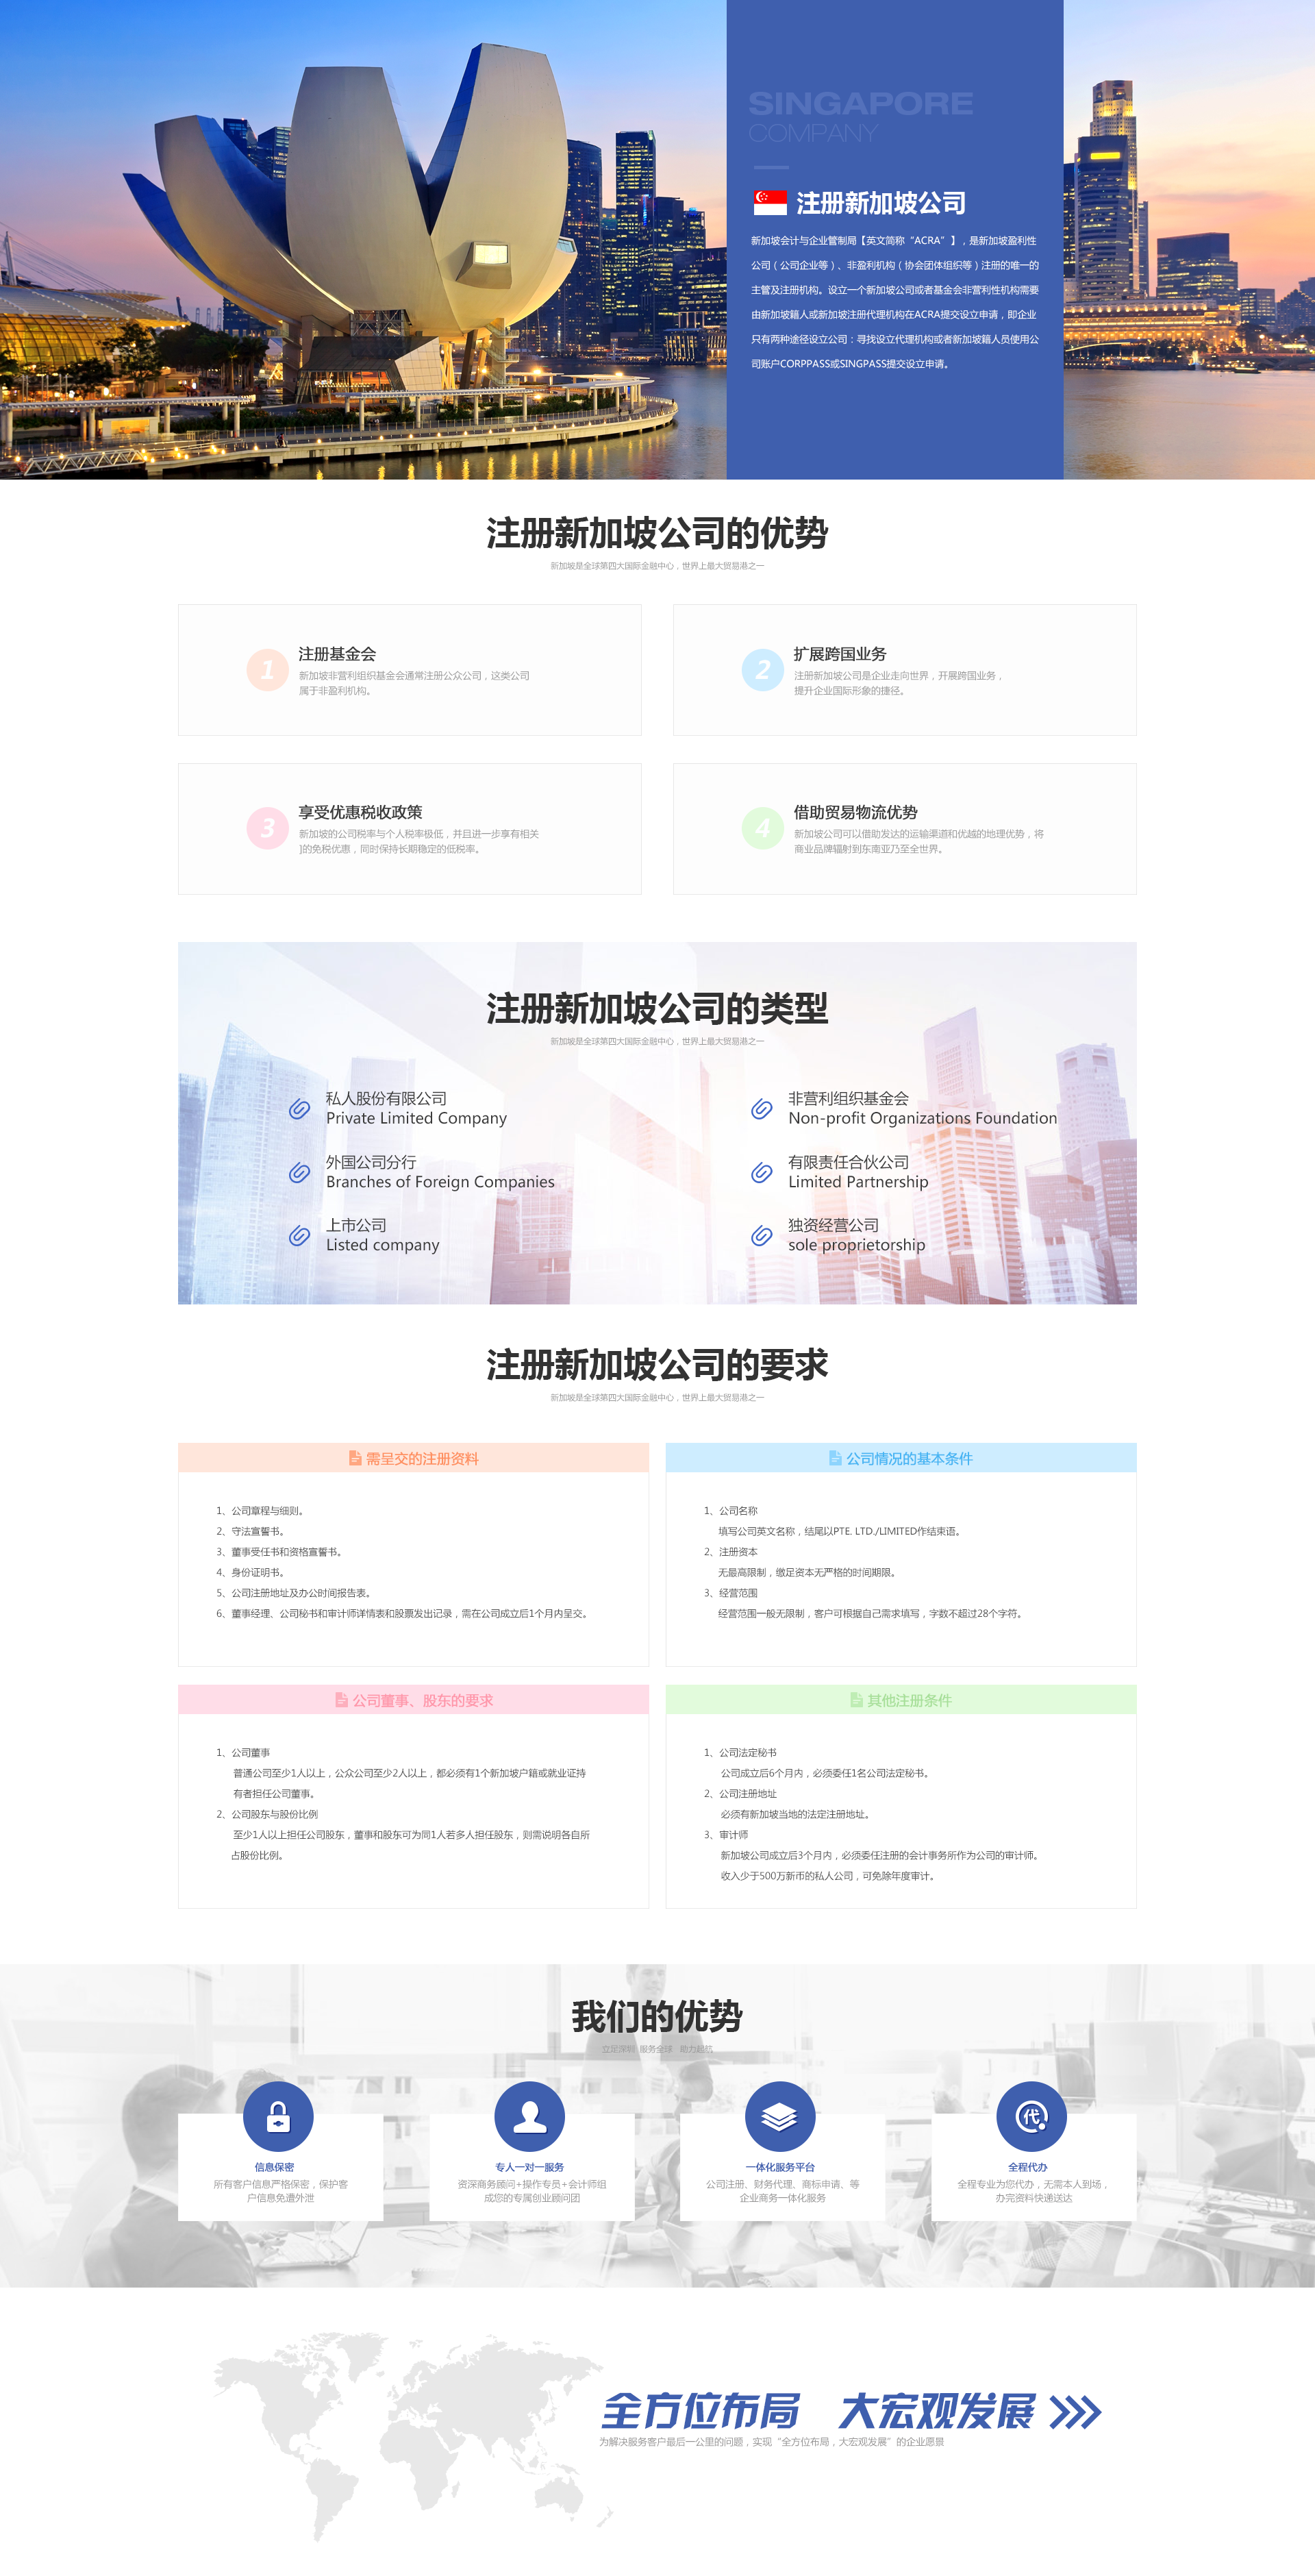 SINGAPORE
COMPANY
注册新加坡公司
新加坡会计与企业管制局【英文简称“ACRA”】，是新加坡盈利性
公司（公司企业等）、非盈利机构（协会团体组织等）注册的唯一的
主管及注册机构。设立一个新加坡公司或者基金会非营利性机构需要
由新加坡籍人或新加坡注册代理机构在ACRA提交设立申请，即企业
只有两种途径设立公司：寻找设立代理机构或者新加坡籍人员使用公
司账户CORPPASS或SINGPASS提交设立申请。
注册新加坡公司的优势
新加坡是全球第四大国际金融中心，世界上最大贸易港之一
1
注册基金会
新加坡非营利组织基金会通常注册公众公司，这类公司
属于非盈利机构。
2
扩展跨国业务
注册新加坡公司是企业走向世界，开展跨国业务，
提升企业国际形象的捷径。
3
享受优惠税收政策
新加坡的公司税率与个人税率极低，并且进一步享有相关
]的免税优惠，同时保持长期稳定的低税率。
4
借助贸易物流优势
新加坡公司可以借助发达的运输渠道和优越的地理优势，将
商业品牌辐射到东南亚乃至全世界。
注册新加坡公司的类型
新加坡是全球第四大国际金融中心，世界上最大贸易港之一
私人股份有限公司
Private Limited Company
非营利组织基金会
Non-profit Organizations Foundation
外国公司分行
Branches of Foreign Companies
有限责任合伙公司
Limited Partnership
上市公司
Listed company
独资经营公司
sole proprietorship
注册新加坡公司的要求
新加坡是全球第四大国际金融中心，世界上最大贸易港之一
需呈交的注册资料
1、公司章程与细则。
2、守法宣誓书。
3、董事受任书和资格宣誓书。
4、身份证明书。
5、公司注册地址及办公时间报告表。
6、董事经理、公司秘书和审计师详情表和股票发出记录，需在公司成立后1个月内呈交。
公司情况的基本条件
1、公司名称
填写公司英文名称，结尾以PTE. LTD./LIMITED作结束语。
2、注册资本
无最高限制，缴足资本无严格的时间期限。
3、经营范围
经营范围一般无限制，客户可根据自己需求填写，字数不超过28个字符。
公司董事、股东的要求
1、公司董事
普通公司至少1人以上，公众公司至少2人以上，都必须有1个新加坡户籍或就业证持
有者担任公司董事。
2、公司股东与股份比例
至少1人以上担任公司股东，董事和股东可为同1人若多人担任股东，则需说明各自所
占股份比例。
其他注册条件
1、公司法定秘书
公司成立后6个月内，必须委任1名公司法定秘书。
2、公司注册地址
必须有新加坡当地的法定注册地址。
3、审计师
新加坡公司成立后3个月内，必须委任注册的会计事务所作为公司的审计师。
收入少于500万新币的私人公司，可免除年度审计。
我们的优势
立足深圳 服务全球 助力起航
信息保密
所有客户信息严格保密，保护客
户信息免遭外泄
专人一对一服务
资深商务顾问+操作专员+会计师组
成您的专属创业顾问团
一体化服务平台
公司注册、财务代理、商标申请、等
企业商务一体化服务
代
全程代办
全程专业为您代办，无需本人到场，
办完资料快递送达
全方位布局 大宏观发展
为解决服务客户最后一公里的问题，实现“全方位布局，大宏观发展”的企业愿景